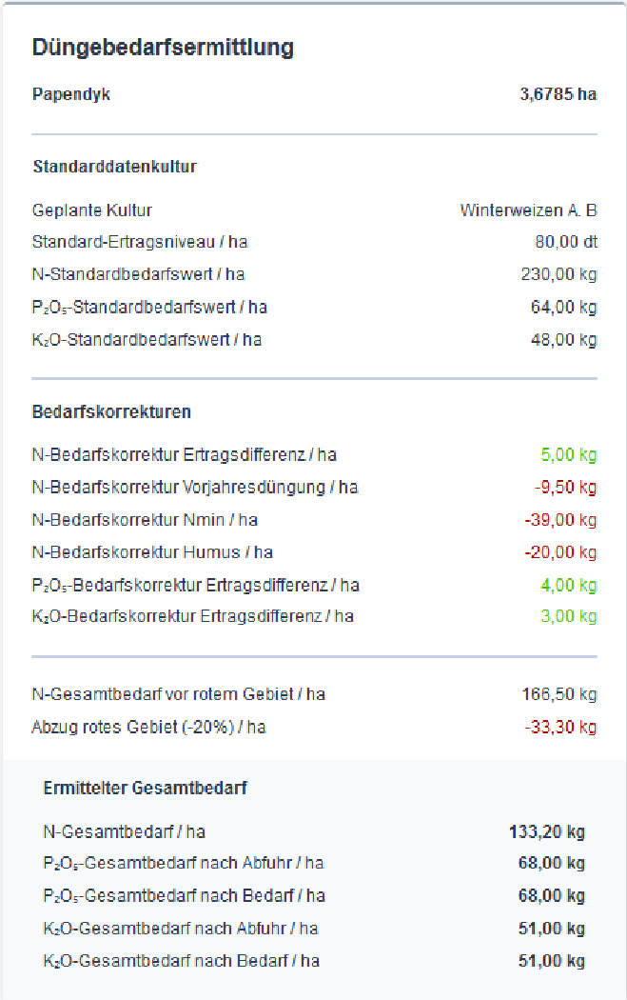 Düngebedarfsermittlung
Papendyk 3,6785 ha
Standarddatenkultur
Geplante Kultur Winterweizen A. B
Standard-Ertragsniveau / ha 80,00 dt
N-Standardbedarfswert / ha 230,00 kg
P₂O₅-Standardbedarfswert / ha 64,00 kg
K₂O-Standardbedarfswert / ha 48,00 kg
Bedarfskorrekturen
N-Bedarfskorrektur Ertragsdifferenz / ha 5,00 kg
N-Bedarfskorrektur Vorjahresdüngung / ha -9,50 kg
N-Bedarfskorrektur Nmin / ha -39,00 kg
N-Bedarfskorrektur Humus / ha -20,00 kg
P₂O₅-Bedarfskorrektur Ertragsdifferenz / ha 4,00 kg
K₂O-Bedarfskorrektur Ertragsdifferenz / ha 3,00 kg
N-Gesamtbedarf vor rotem Gebiet / ha 166,50 kg
Abzug rotes Gebiet (-20%) / ha -33,30 kg
Ermittelter Gesamtbedarf
N-Gesamtbedarf / ha 133,20 kg
P₂O₅-Gesamtbedarf nach Abfuhr / ha 68,00 kg
P₂O₅-Gesamtbedarf nach Bedarf / ha 68,00 kg
K₂O-Gesamtbedarf nach Abfuhr / ha 51,00 kg
K₂O-Gesamtbedarf nach Bedarf / ha 51,00 kg